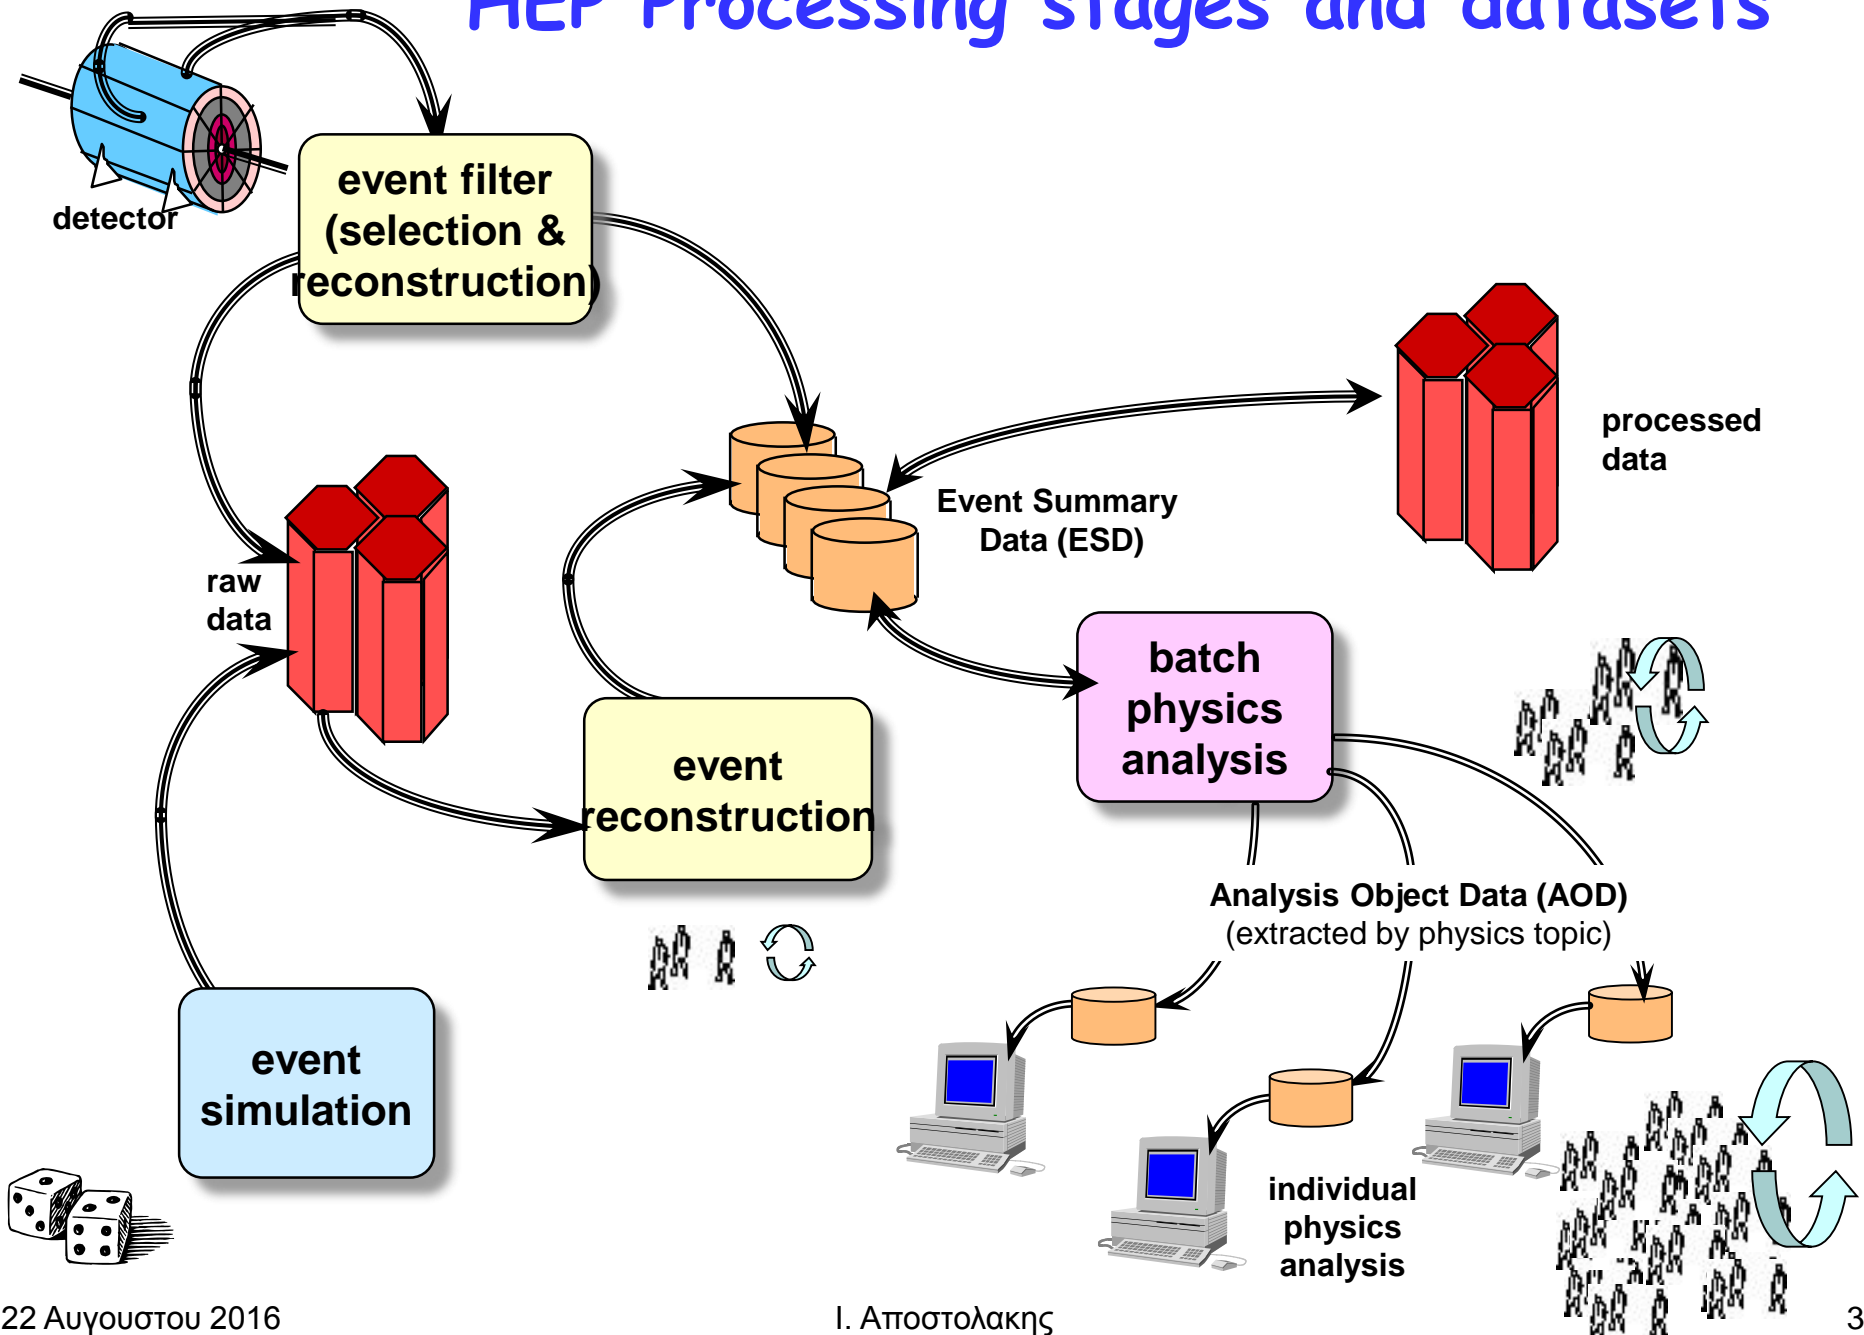 HEP Processing stages and datasets
detector
event filter
(selection &
reconstruction)
processed
data
Event Summary
Data (ESD)
raw
data
batch
physics
analysis
event
reconstruction
Analysis Object Data (AOD)
(extracted by physics topic)
event
simulation
individual
physics
analysis
22 Αυγουστου 2016
Ι. Αποστολακης
3